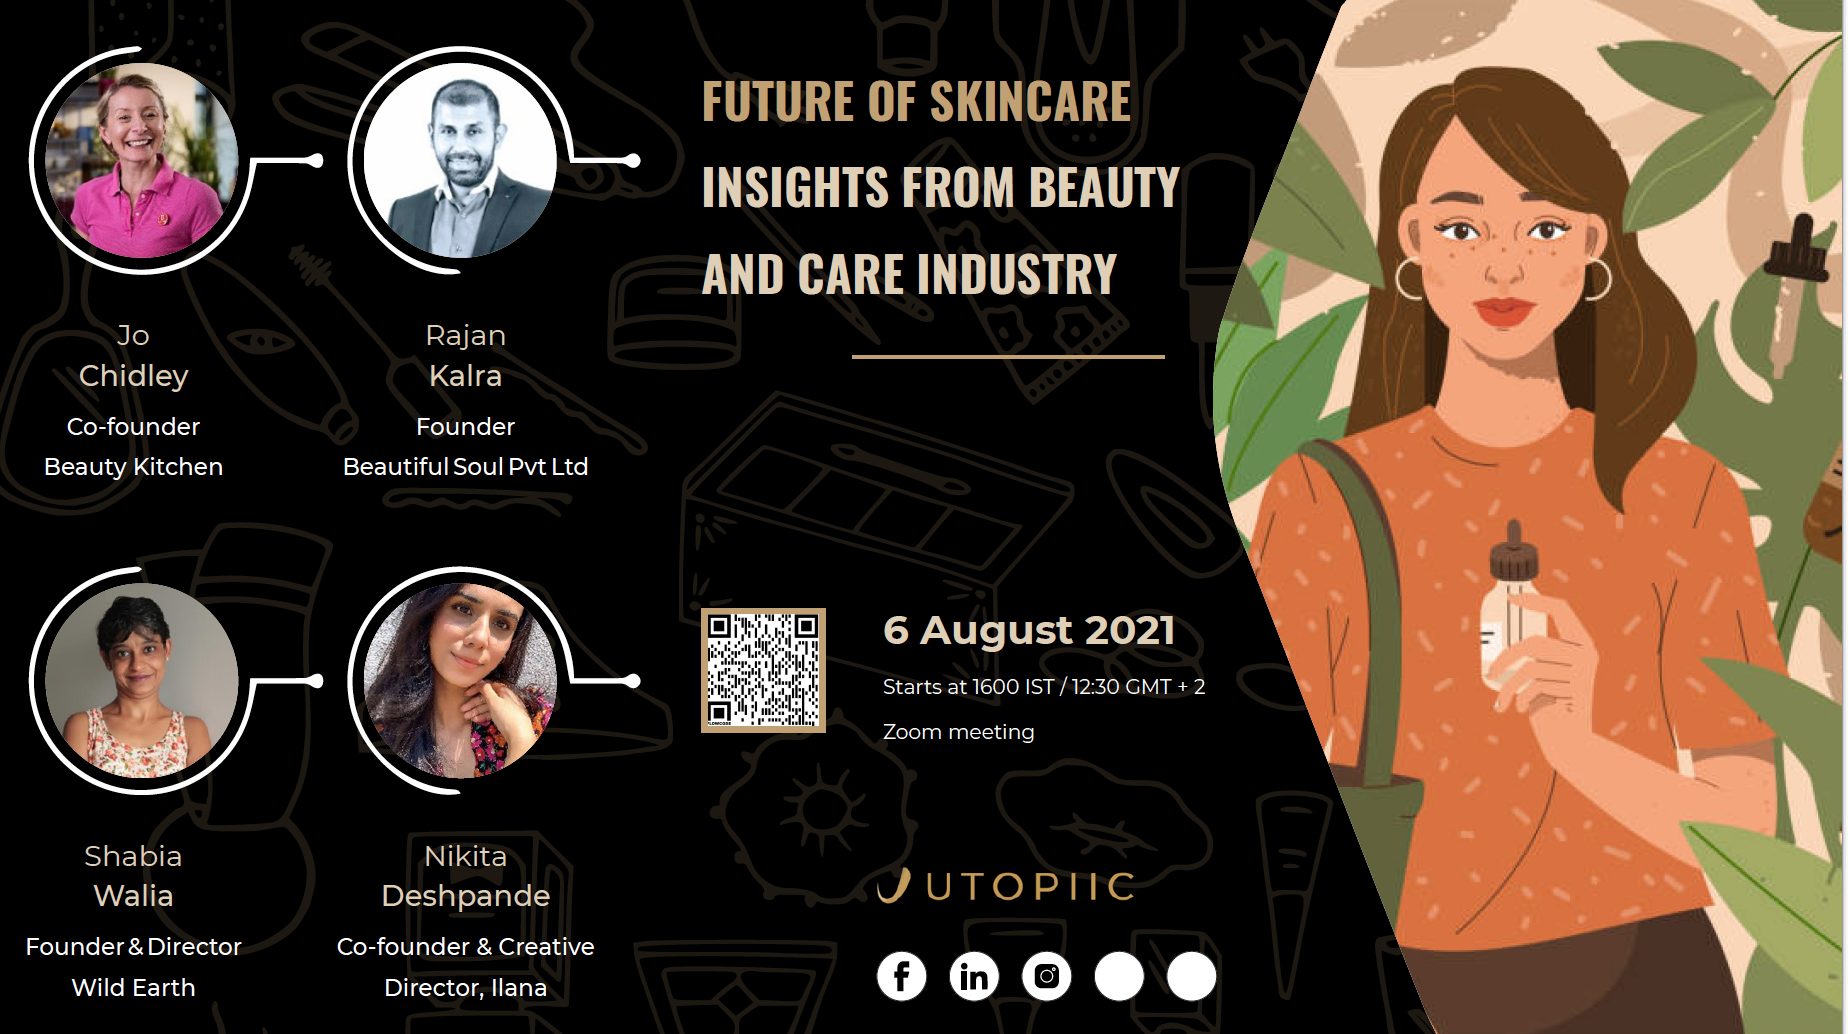 FUTURE OF SKINCARE
INSIGHTS FROM BEAUTY
AND CARE INDUSTRY
Jo
Chidley
Co-founder
Beauty Kitchen
Rajan
Kalra
Founder
Beautiful Soul Pvt Ltd
Shabia
Walia
Founder & Director
Wild Earth
Nikita
Deshpande
Co-founder & Creative
Director, Ilana
FLOWCODE
6 August 2021
Starts at 1600 IST / 12:30 GMT + 2
Zoom meeting
UTOPIIC
f
in